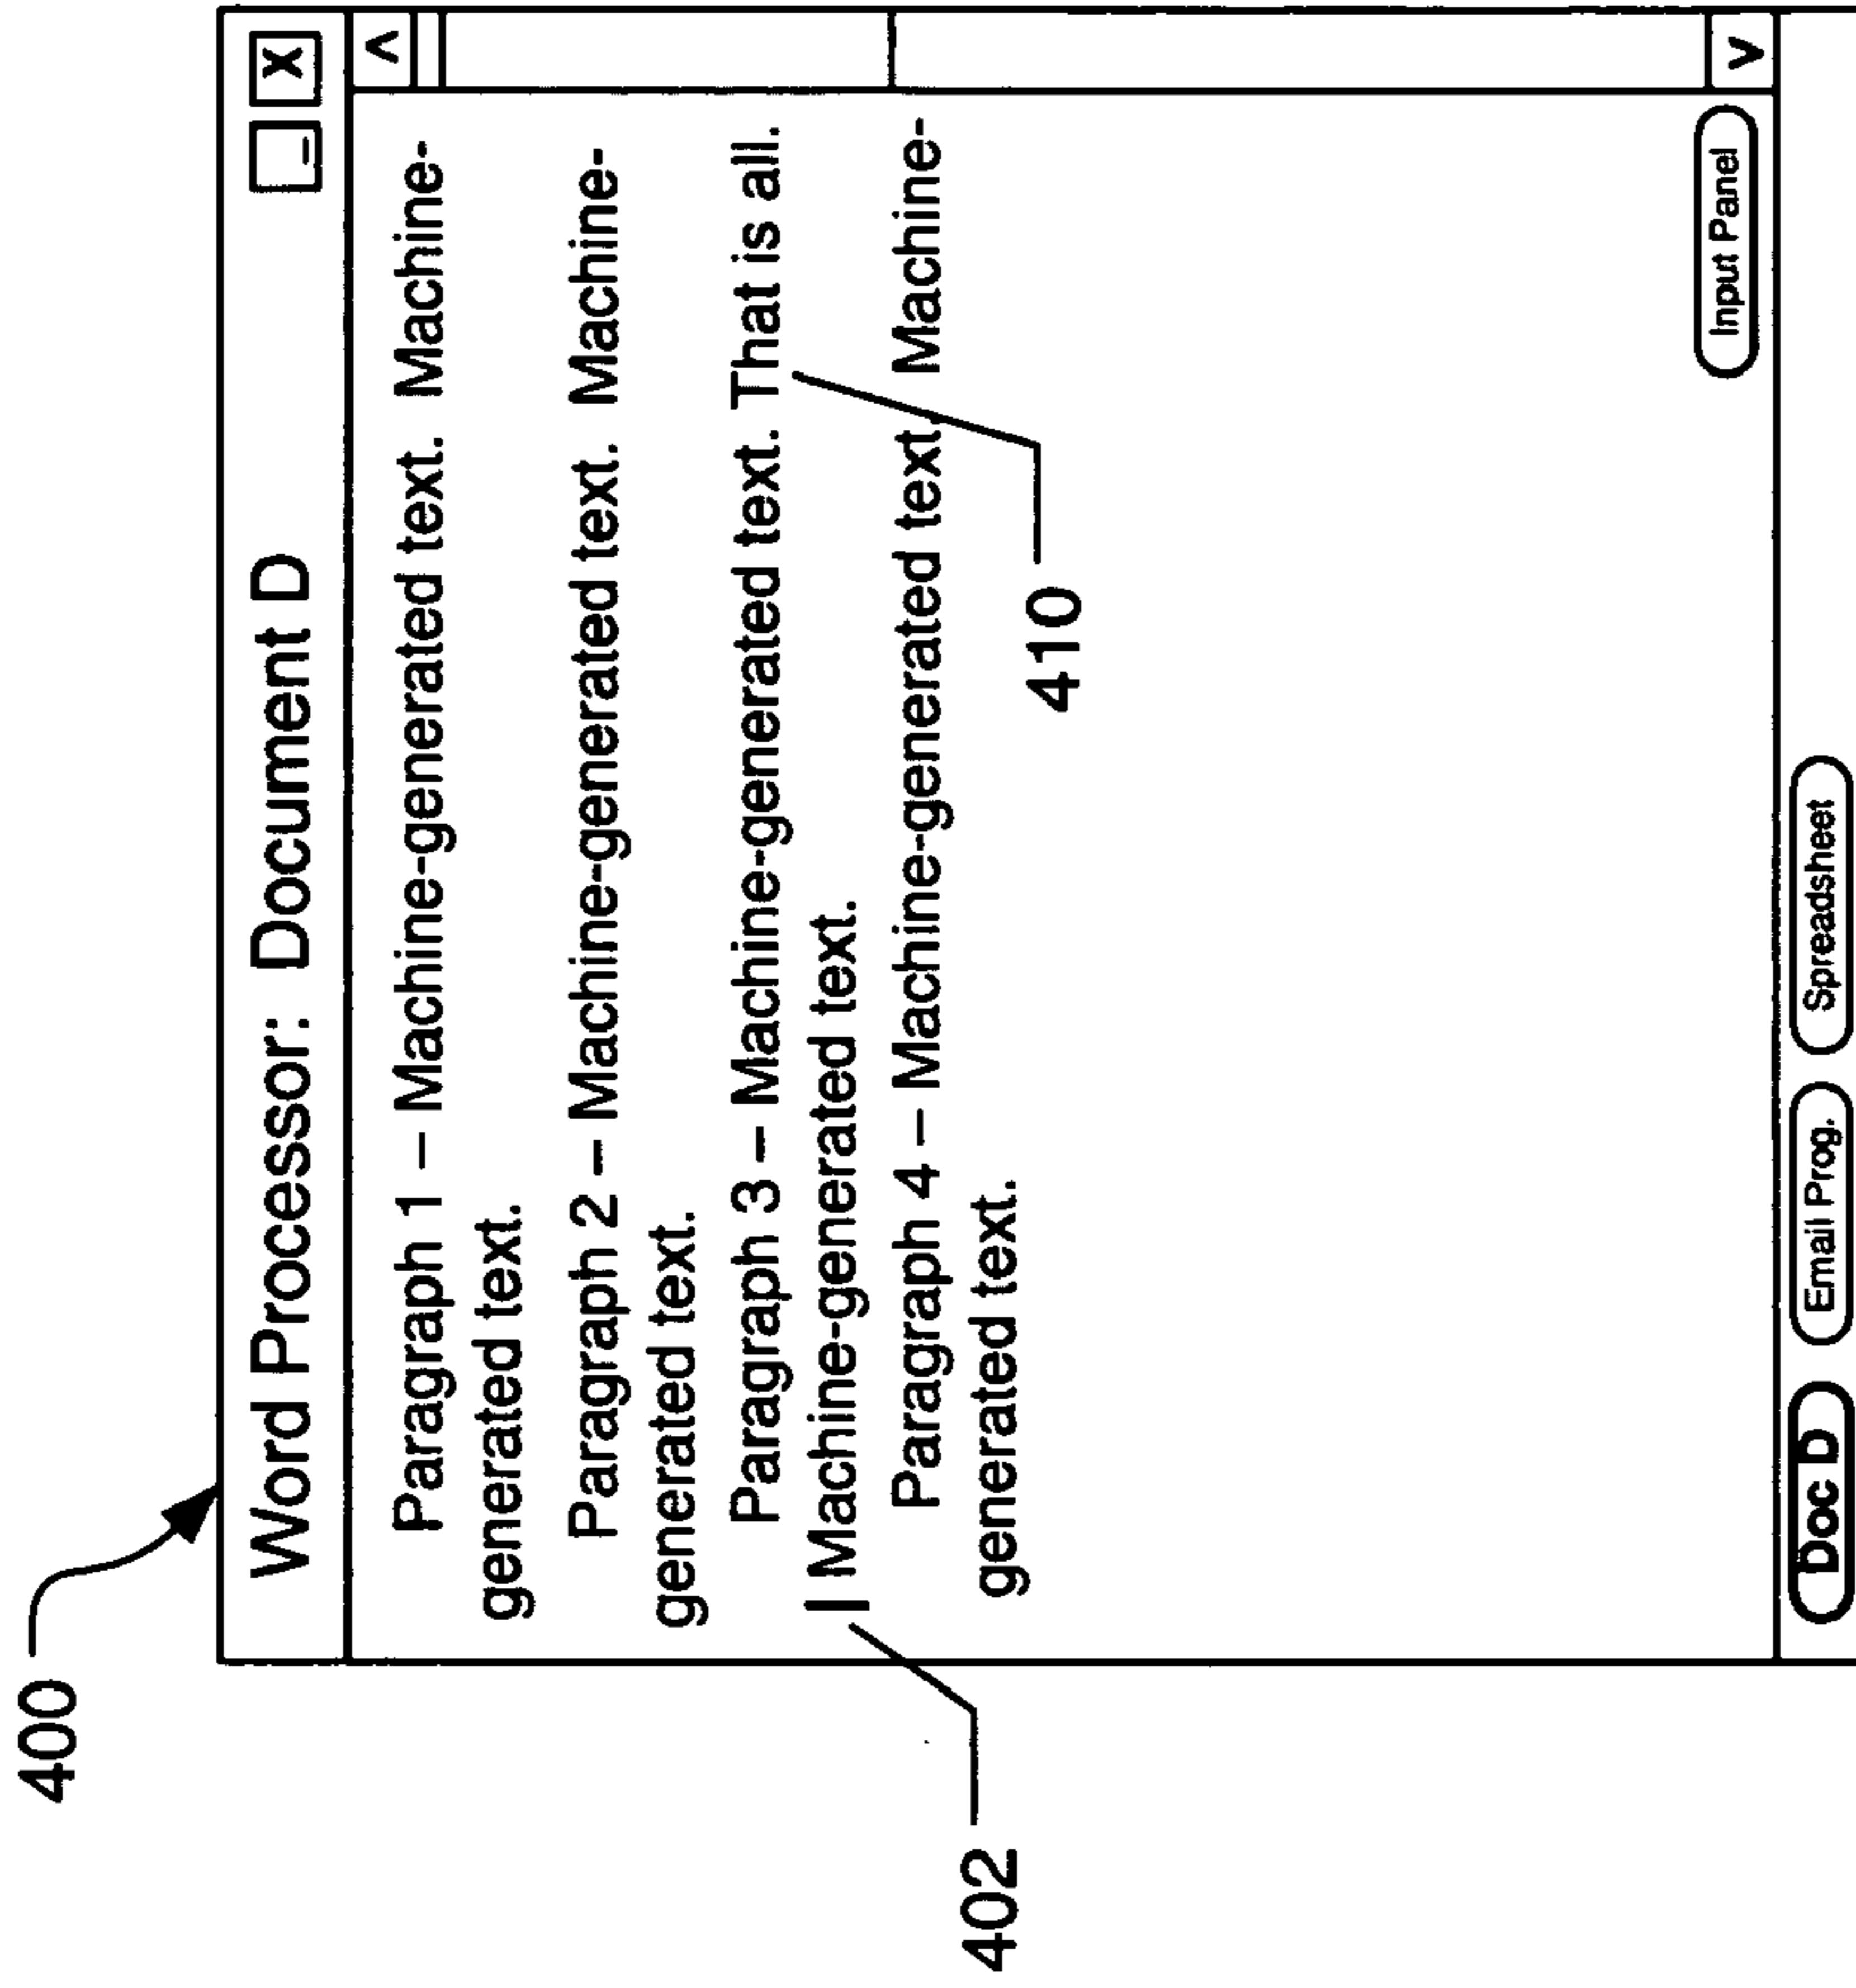 400
Word Processor: Document D
_ X
Paragraph 1 – Machine-generated text. Machine-
generated text.
Paragraph 2 – Machine-generated text. Machine-
generated text.
Paragraph 3 – Machine-generated text. That is all.
Machine-generated text.
Paragraph 4 – Machine-generated text. Machine-
generated text.
402
410
Input Panel
Doc D Email Prog. Spreadsheet